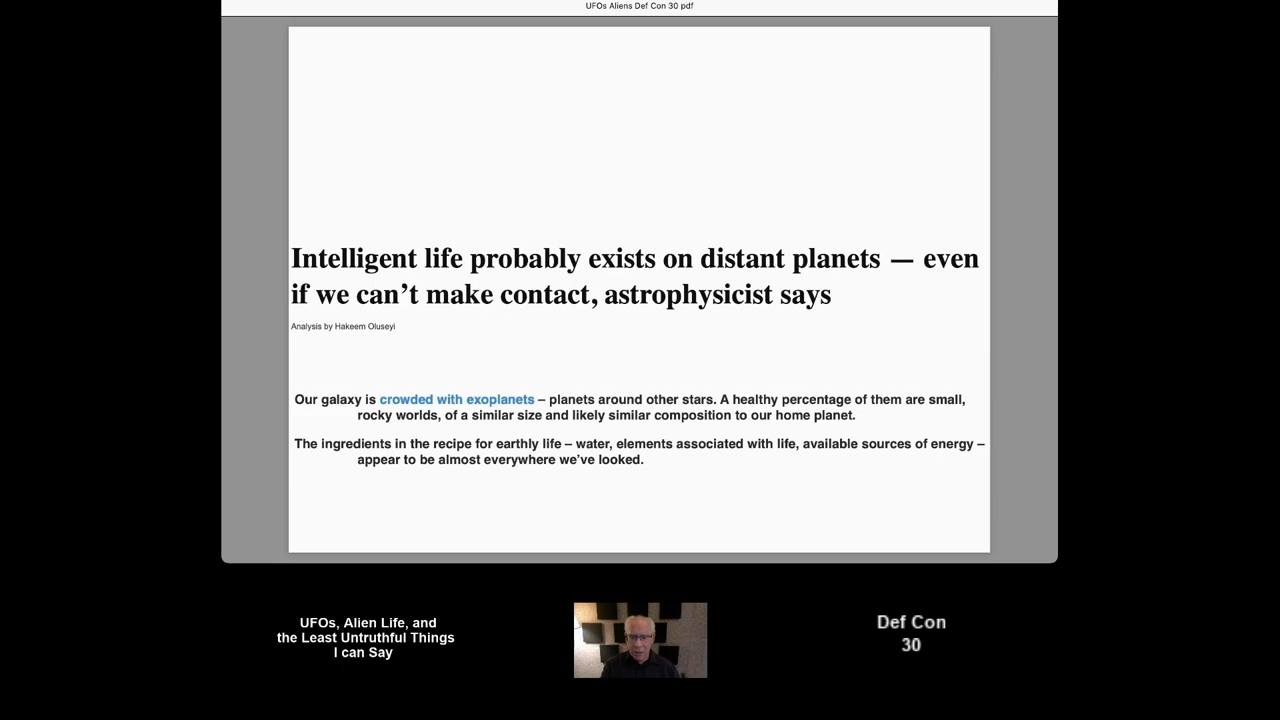 UFOs Aliens Def Con 30 pdf
Intelligent life probably exists on distant planets — even
if we can’t make contact, astrophysicist says
Analysis by Hakeem Oluseyi
Our galaxy is crowded with exoplanets – planets around other stars. A healthy percentage of them are small,
rocky worlds, of a similar size and likely similar composition to our home planet.
The ingredients in the recipe for earthly life – water, elements associated with life, available sources of energy –
appear to be almost everywhere we’ve looked.
UFOs, Alien Life, and
the Least Untruthful Things
I can Say
Def Con
30